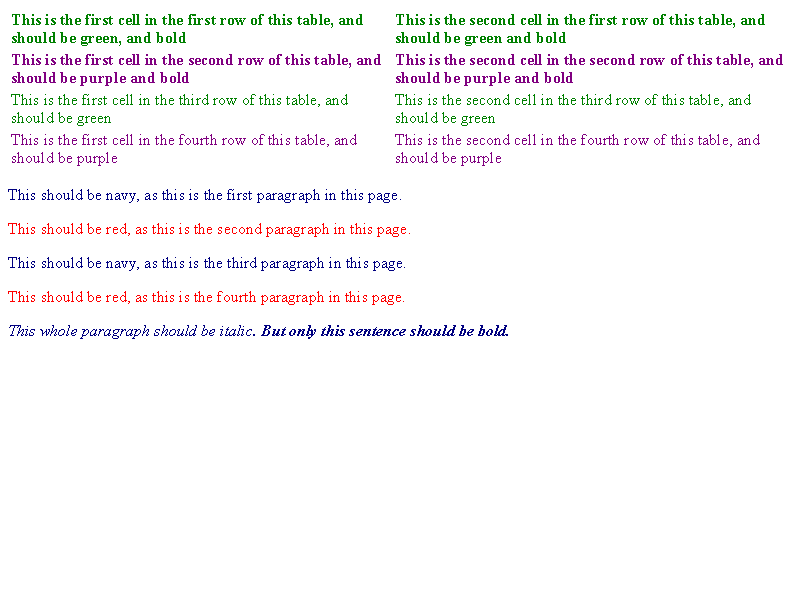 This is the first cell in the first row of this table, and
should be green, and bold
This is the second cell in the first row of this table, and
should be green and bold
This is the first cell in the second row of this table, and
should be purple and bold
This is the second cell in the second row of this table, and
should be purple and bold
This is the first cell in the third row of this table, and
should be green
This is the second cell in the third row of this table, and
should be green
This is the first cell in the fourth row of this table, and
should be purple
This is the second cell in the fourth row of this table, and
should be purple
This should be navy, as this is the first paragraph in this page.
This should be red, as this is the second paragraph in this page.
This should be navy, as this is the third paragraph in this page.
This should be red, as this is the fourth paragraph in this page.
This whole paragraph should be italic. But only this sentence should be bold.